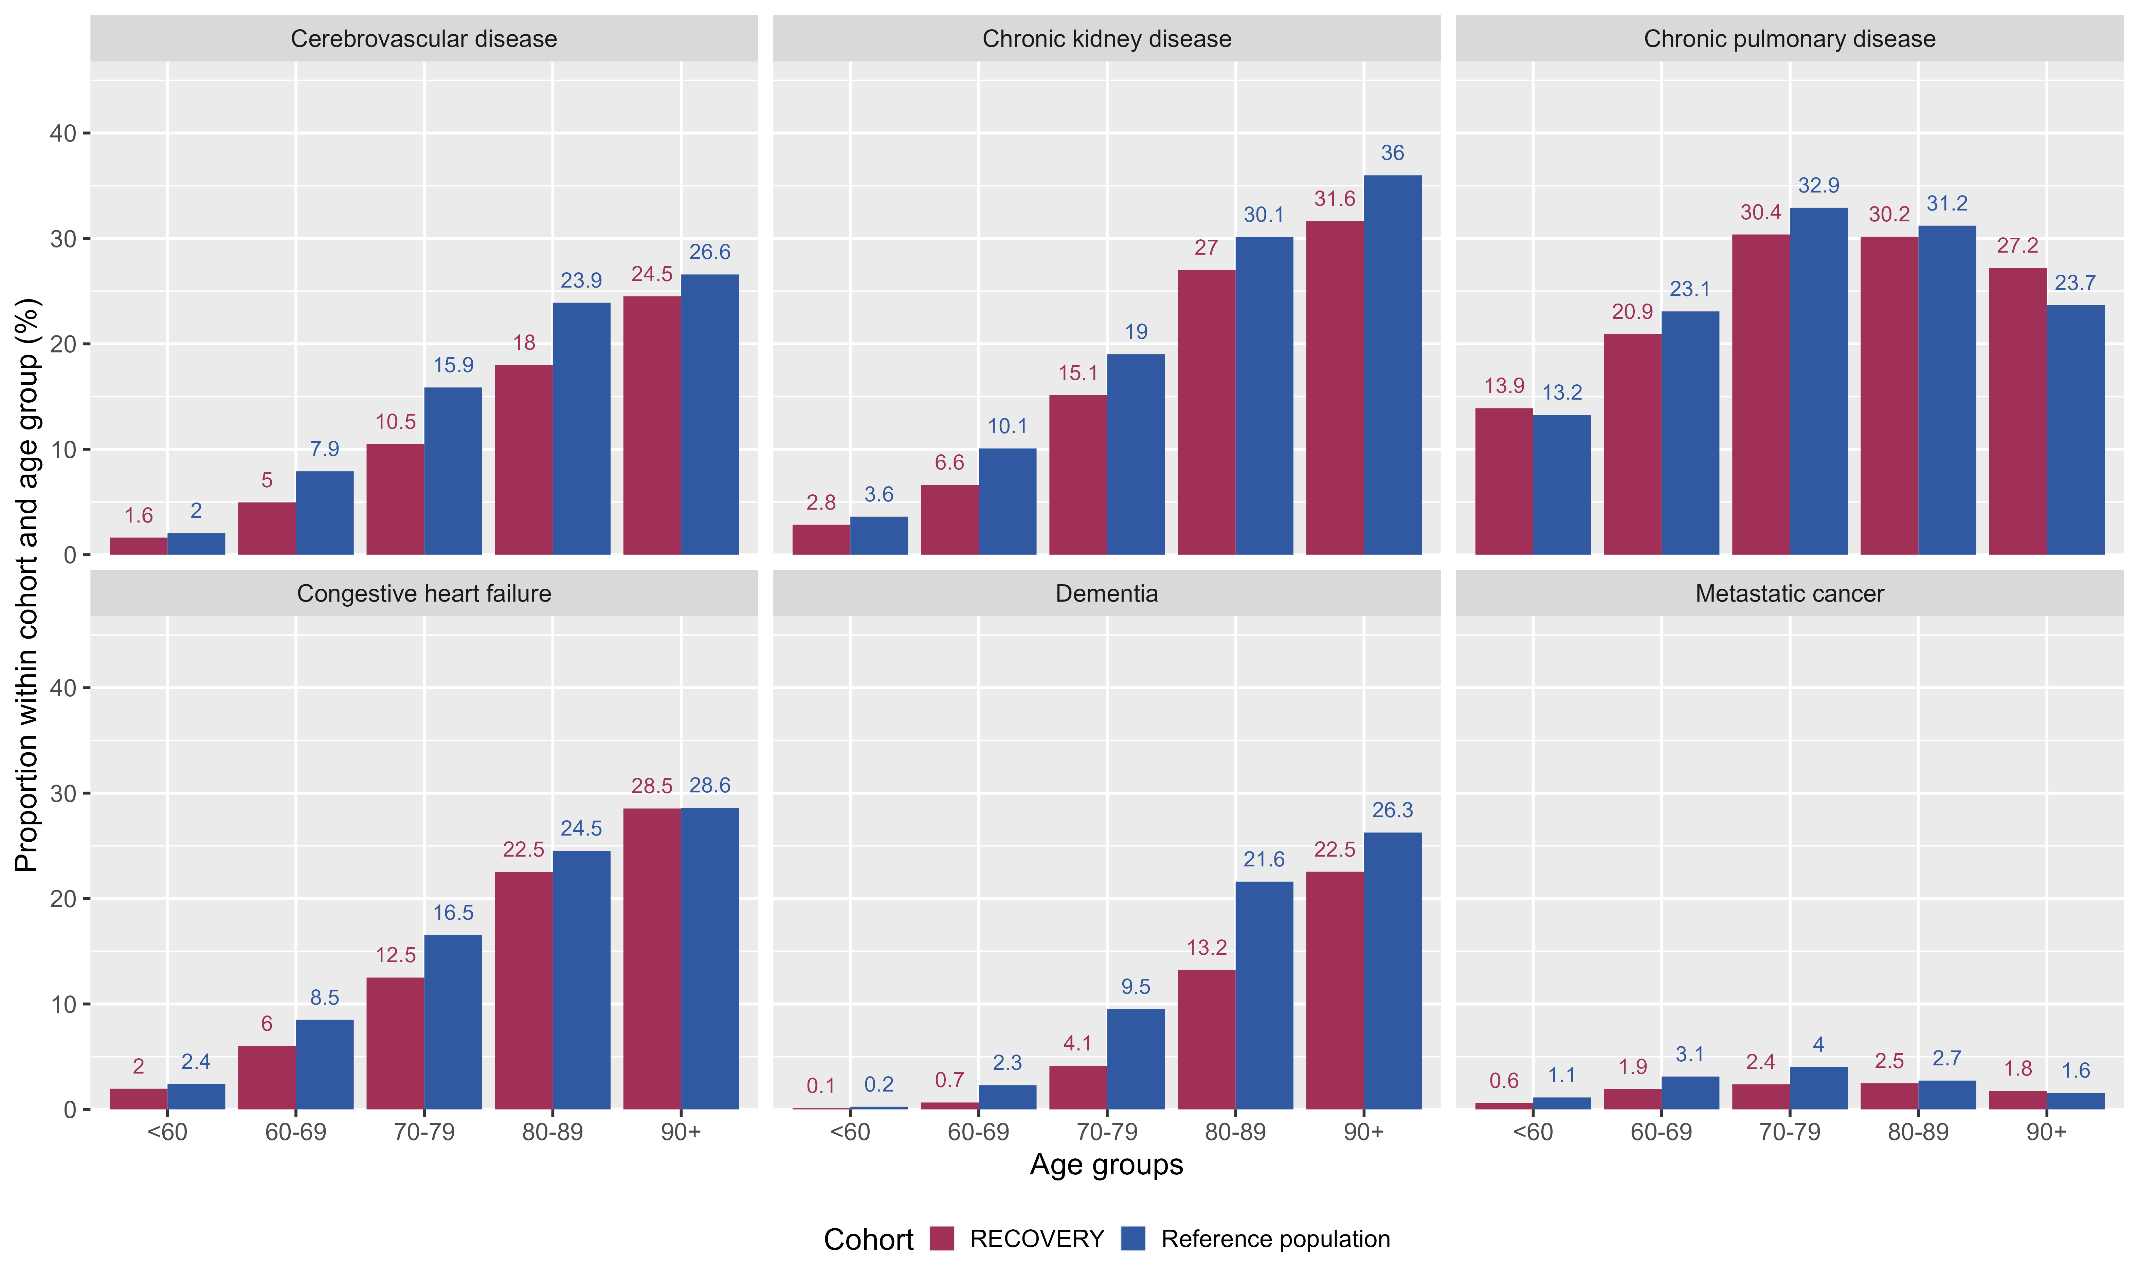 Cerebrovascular disease
Chronic kidney disease
Chronic pulmonary disease
Proportion within cohort and age group (%)
40
30
20
10
0
1.6 2 5 7.9 10.5 15.9 18 23.9 24.5 26.6
2.8 3.6 6.6 10.1 15.1 19 27 30.1 31.6 36
13.9 13.2 20.9 23.1 30.4 32.9 30.2 31.2 27.2 23.7
Congestive heart failure
Dementia
Metastatic cancer
40
30
20
10
0
2 2.4 6 8.5 12.5 16.5 22.5 24.5 28.5 28.6
0.1 0.2 0.7 2.3 4.1 9.5 13.2 21.6 22.5 26.3
0.6 1.1 1.9 3.1 2.4 4 2.5 2.7 1.8 1.6
<60 60-69 70-79 80-89 90+
<60 60-69 70-79 80-89 90+
<60 60-69 70-79 80-89 90+
Age groups
Cohort RECOVERY Reference population